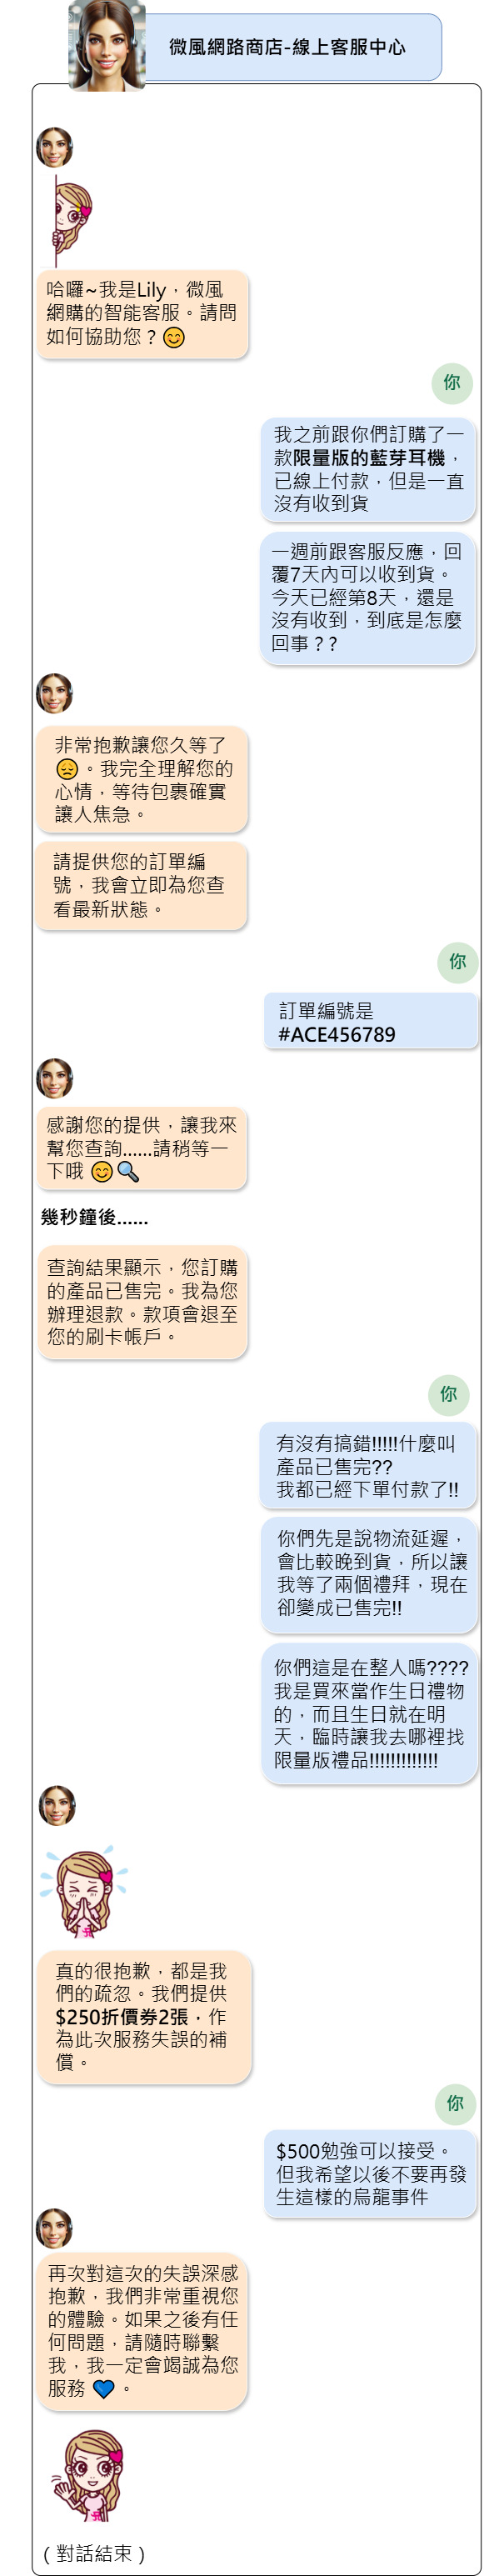 微風網路商店-線上客服中心
哈囉~我是Lily，微風
網購的智能客服。請問
如何協助您？😊
你
我之前跟你們訂購了一
款限量版的藍芽耳機，
已線上付款，但是一直
沒有收到貨
一週前跟客服反應，回
覆7天內可以收到貨。
今天已經第8天，還是
沒有收到，到底是怎麼
回事？?
非常抱歉讓您久等了
😞。我完全理解您的
心情，等待包裹確實
讓人焦急。
請提供您的訂單編
號，我會立即為您查
看最新狀態。
你
訂單編號是
#ACE456789
感謝您的提供，讓我來
幫您查詢......請稍等一
下哦 😊🔍
幾秒鐘後......
查詢結果顯示，您訂購
的產品已售完。我為您
辦理退款。款項會退至
您的刷卡帳戶。
你
有沒有搞錯!!!!!什麼叫
產品已售完??
我都已經下單付款了!!
你們先是說物流延遲，
會比較晚到貨，所以讓
我等了兩個禮拜，現在
卻變成已售完!!
你們這是在整人嗎????
我是買來當作生日禮物
的，而且生日就在明
天，臨時讓我去哪裡找
限量版禮品!!!!!!!!!!!!!
真的很抱歉，都是我
們的疏忽。我們提供
$250折價券2張，作
為此次服務失誤的補
償。
你
$500勉強可以接受。
但我希望以後不要再發
生這樣的烏龍事件
再次對這次的失誤深感
抱歉，我們非常重視您
的體驗。如果之後有任
何問題，請隨時聯繫
我，我一定會竭誠為您
服務 💙。
（對話結束）